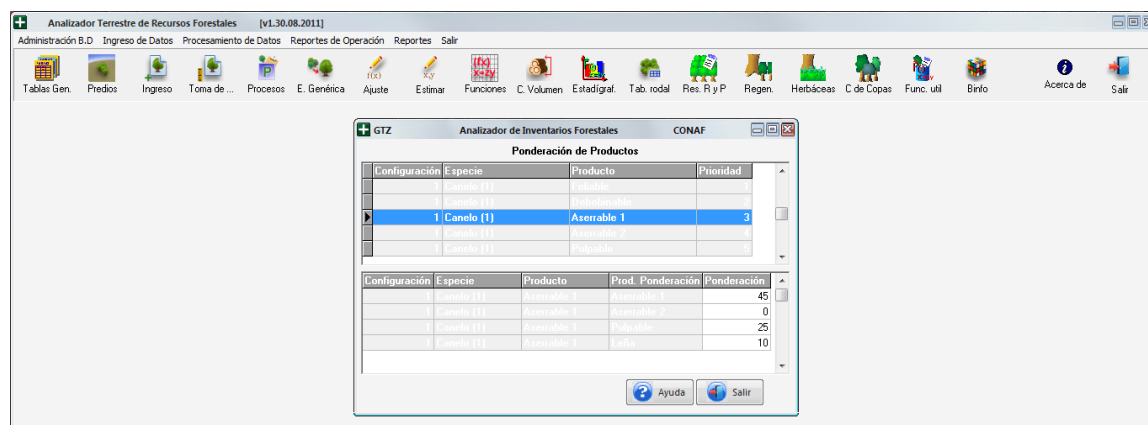 Analizador Terrestre de Recursos Forestales [v1.30.08.2011]
Administración B.D Ingreso de Datos Procesamiento de Datos Reportes de Operación Reportes Salir
Tablas Gen. Predios Ingreso Toma de ... Procesos E. Genérica Ajuste Estimar Funciones C. Volumen Estadígraf. Tab. rodal Res. R y P Regen. Herbáceas C de Copas Func. util Binfo Acerca de Salir
GTZ Analizador de Inventarios Forestales CONAF
Ponderación de Productos
Configuración Especie Producto Prioridad
1 Canelo (1) Foliable 1
1 Canelo (1) Debobinable 2
1 Canelo (1) Aserrable 1 3
1 Canelo (1) Aserrable 2 4
1 Canelo (1) Pulpable 5
Configuración Especie Producto Prod. Ponderación Ponderación
1 Canelo (1) Aserrable 1 Aserrable 1 45
1 Canelo (1) Aserrable 1 Aserrable 2 0
1 Canelo (1) Aserrable 1 Pulpable 25
1 Canelo (1) Aserrable 1 Leña 10
Ayuda Salir